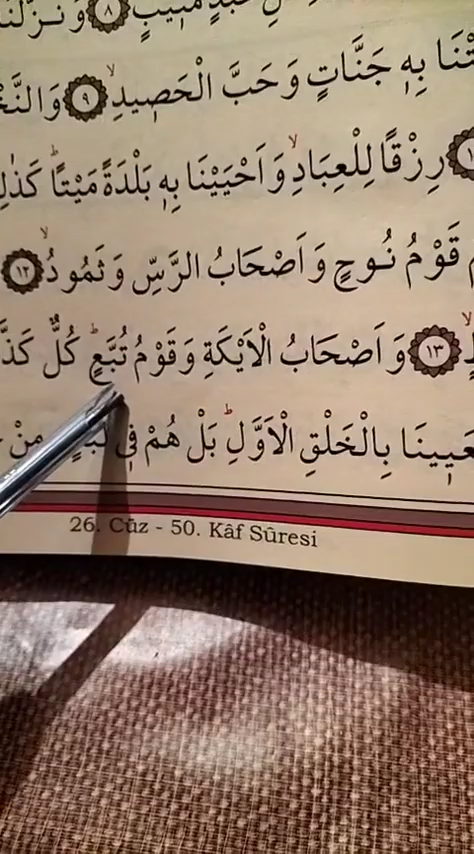 عَبْدٍ مُنٖيبٍ ﴿٨﴾ وَنَزَّلْنَا
بِهٖ جَنَّاتٍ وَحَبَّ الْحَصٖيدِۙ ﴿٩﴾
رِزْقًا لِلْعِبَادِۙ وَاَحْيَيْنَا بِهٖ بَلْدَةً مَيْتًاؕ
قَوْمُ نُوحٍ وَاَصْحَابُ الرَّسِّ وَثَمُودُۙ ﴿١٢﴾
﴿١٣﴾ وَاَصْحَابُ الْاَيْكَةِ وَقَوْمُ تُبَّعٍؕ كُلٌّ
بِالْخَلْقِ الْاَوَّلِؕ بَلْ هُمْ فٖي
26. Cüz - 50. Kâf Sûresi